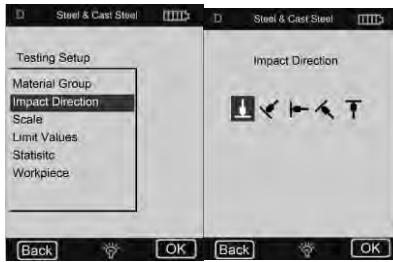 D Steel & Cast Steel
Testing Setup
Material Group
Impact Direction
Scale
Limit Values
Statisitc
Workpiece
Back OK
D Steel & Cast Steel
Impact Direction
Back OK